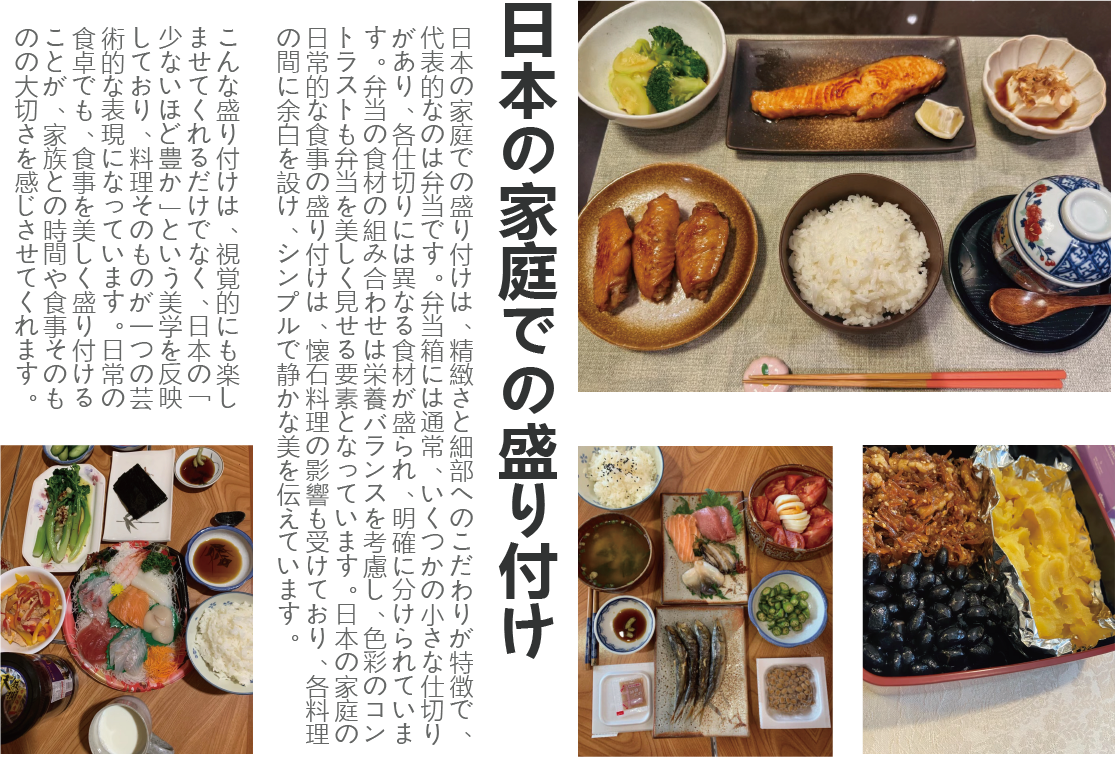 日本の家庭での盛り付け
日本の家庭での盛り付けは、精緻さと細部へのこだわりが特徴で、
代表的なのは弁当です。弁当箱には通常、いくつかの小さな仕切り
があり、各仕切りには異なる食材が盛られ、明確に分けられていま
す。弁当の食材の組み合わせは栄養バランスを考慮し、色彩のコン
トラストも弁当を美しく見せる要素となっています。日本の家庭の
日常的な食事の盛り付けは、懐石料理の影響も受けており、各料理
の間に余白を設け、シンプルで静かな美を伝えています。
こんな盛り付けは、視覚的にも楽し
ませてくれるだけでなく、日本の「
少ないほど豊か」という美学を反映
しており、料理そのものが一つの芸
術的な表現になっています。日常の
食卓でも、食事を美しく盛り付ける
ことが、家族との時間や食事そのも
のの大切さを感じさせてくれます。